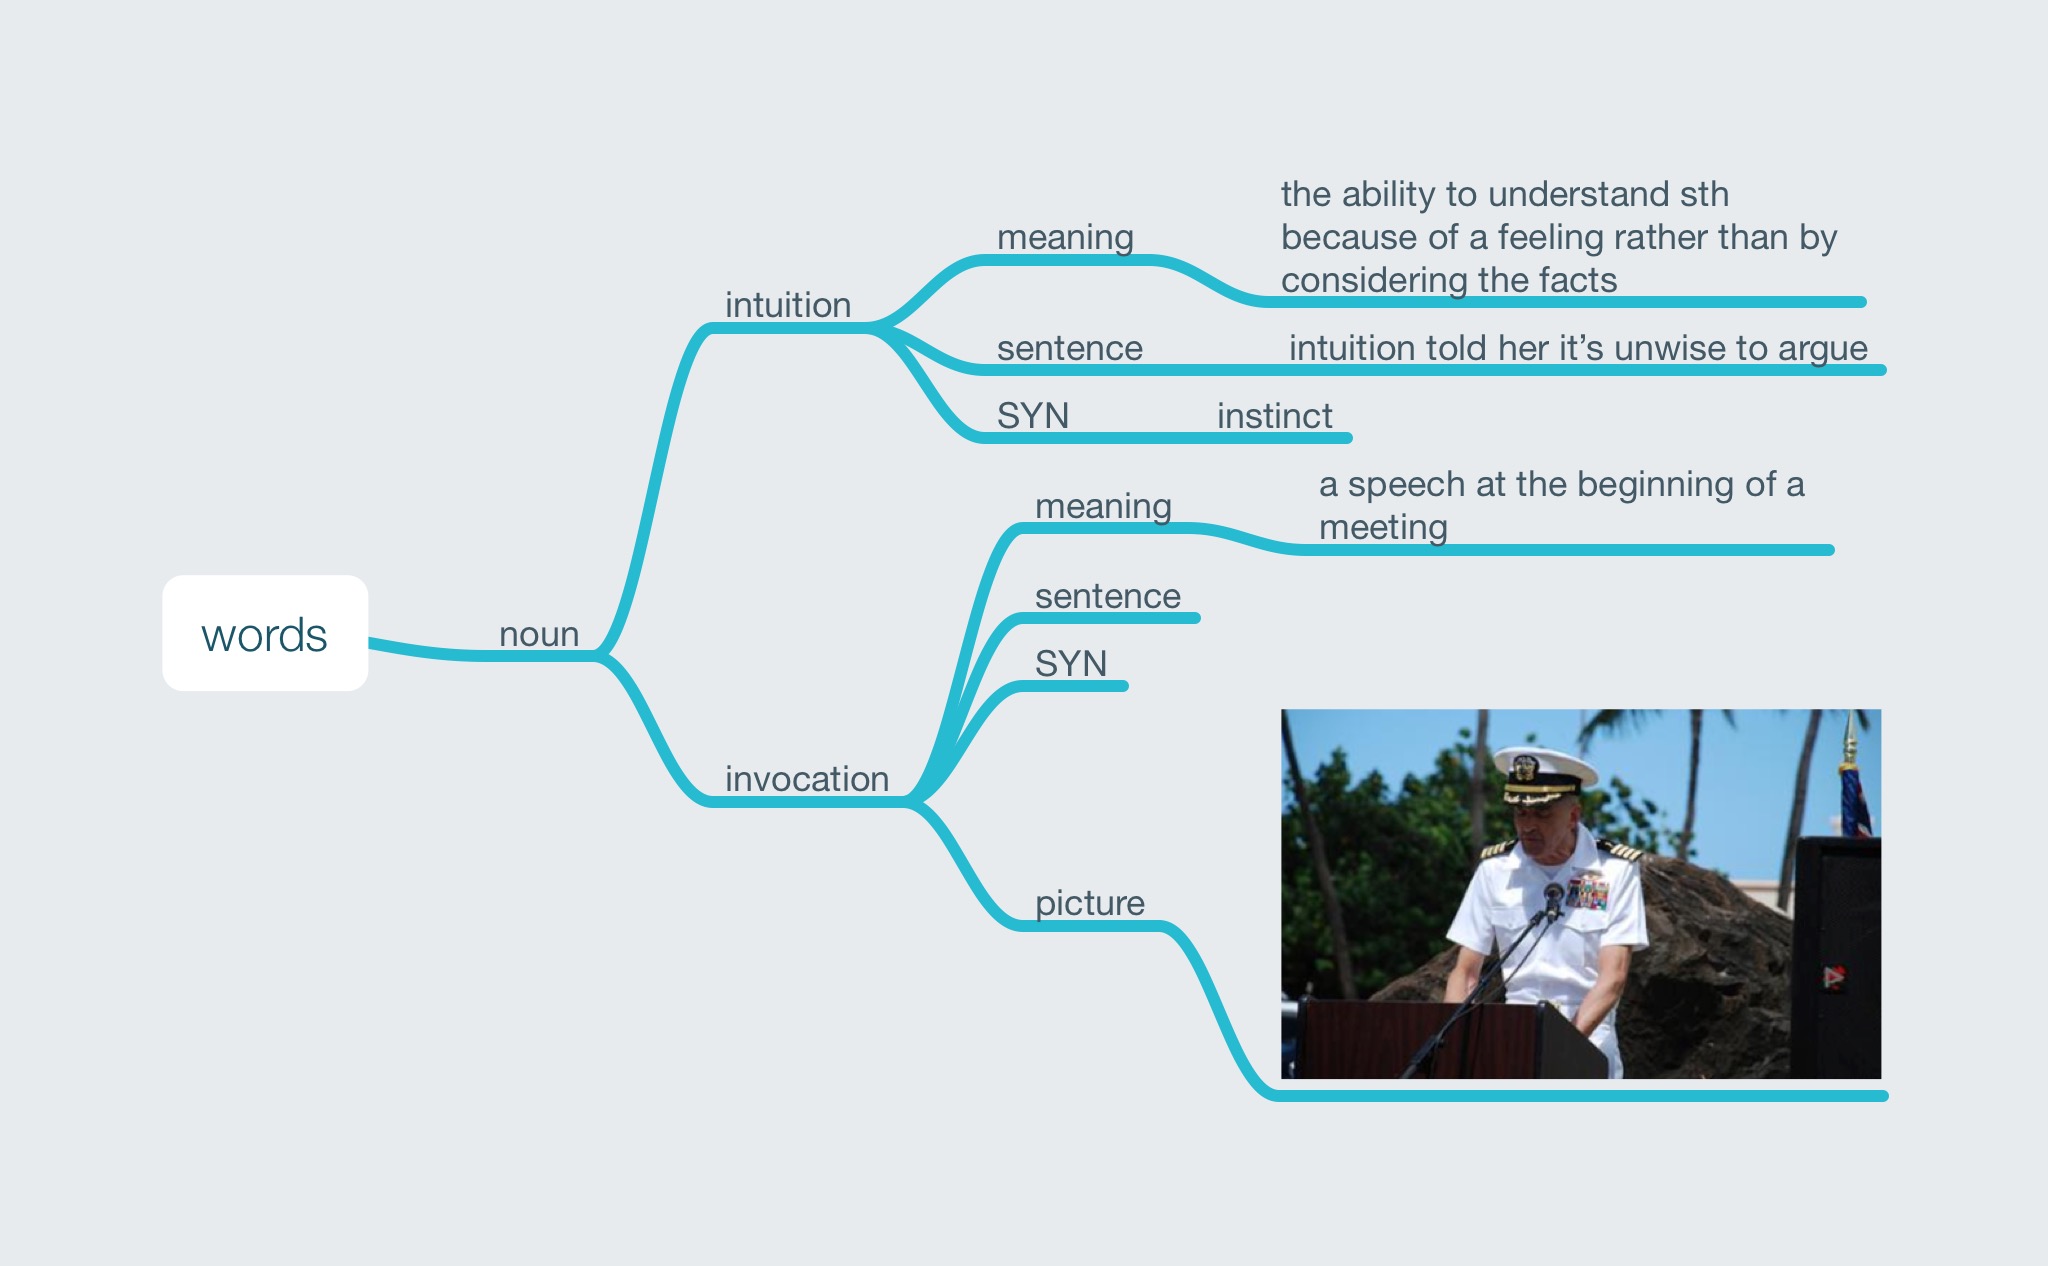 words
noun
intuition
meaning
the ability to understand sth
because of a feeling rather than by
considering the facts
sentence
intuition told her it’s unwise to argue
SYN
instinct
invocation
meaning
a speech at the beginning of a
meeting
sentence
SYN
picture